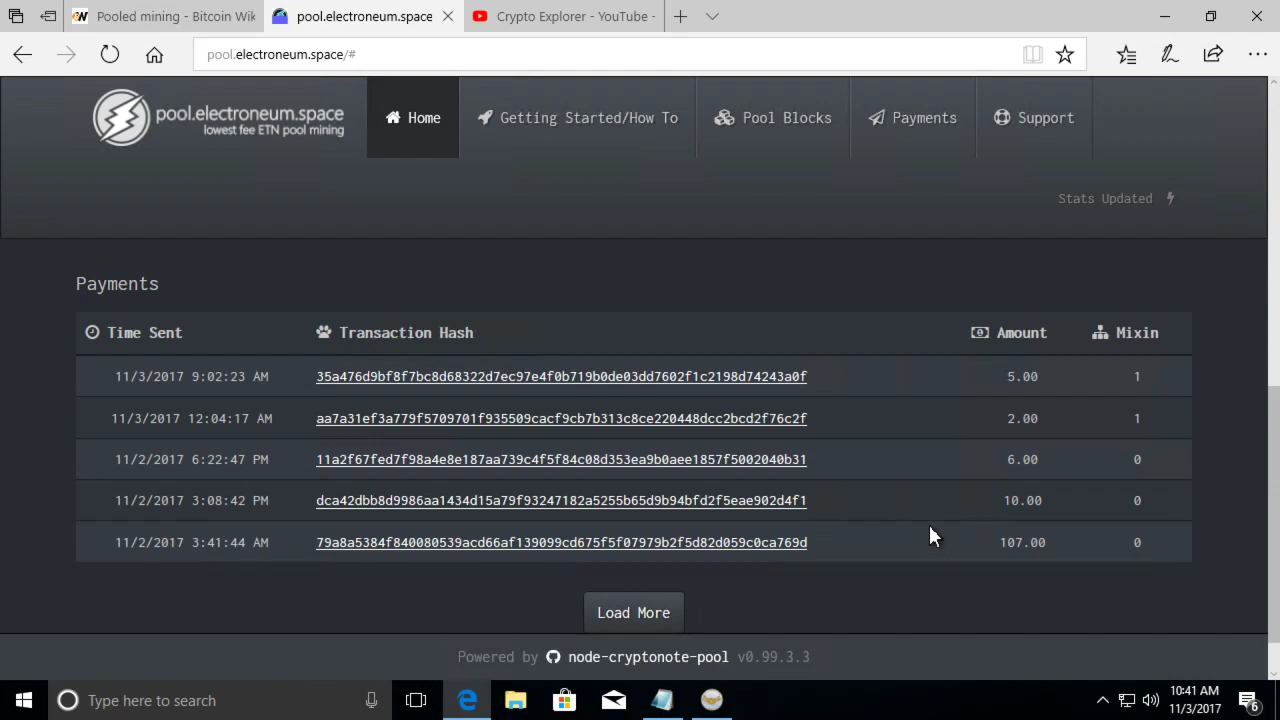 Pooled mining - Bitcoin Wik
pool.electroneum.space
Crypto Explorer - YouTube -
pool.electroneum.space/#
pool.electroneum.space
lowest fee ETN pool mining
Home
Getting Started/How To
Pool Blocks
Payments
Support
Stats Updated
Payments
Time Sent Transaction Hash Amount Mixin
11/3/2017 9:02:23 AM 35a476d9bf8f7bc8d68322d7ec97e4f0b719b0de03dd7602f1c2198d74243a0f 5.00 1
11/3/2017 12:04:17 AM aa7a31ef3a779f5709701f935509cacf9cb7b313c8ce220448dcc2bcd2f76c2f 2.00 1
11/2/2017 6:22:47 PM 11a2f67fed7f98a4e8e187aa739c4f5f84c08d353ea9b0aee1857f5002040b31 6.00 0
11/2/2017 3:08:42 PM dca42dbb8d9986aa1434d15a79f93247182a5255b65d9b94bfd2f5eae902d4f1 10.00 0
11/2/2017 3:41:44 AM 79a8a5384f840080539acd66af139099cd675f5f07979b2f5d82d059c0ca769d 107.00 0
Load More
Powered by node-cryptonote-pool v0.99.3.3
Type here to search
10:41 AM
11/3/2017
6